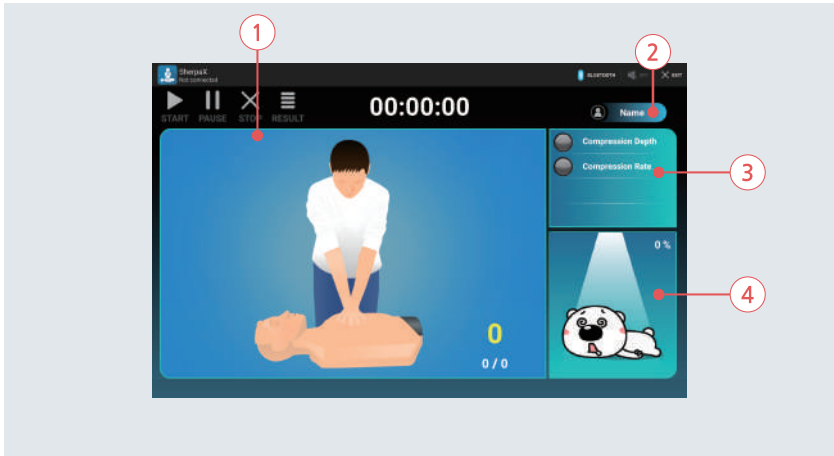 1
2
SherpaX
Not connected
BLUETOOTH
EXIT
START PAUSE STOP RESULT
00:00:00
Name
Compression Depth
Compression Rate
3
0 %
4
0
0 / 0